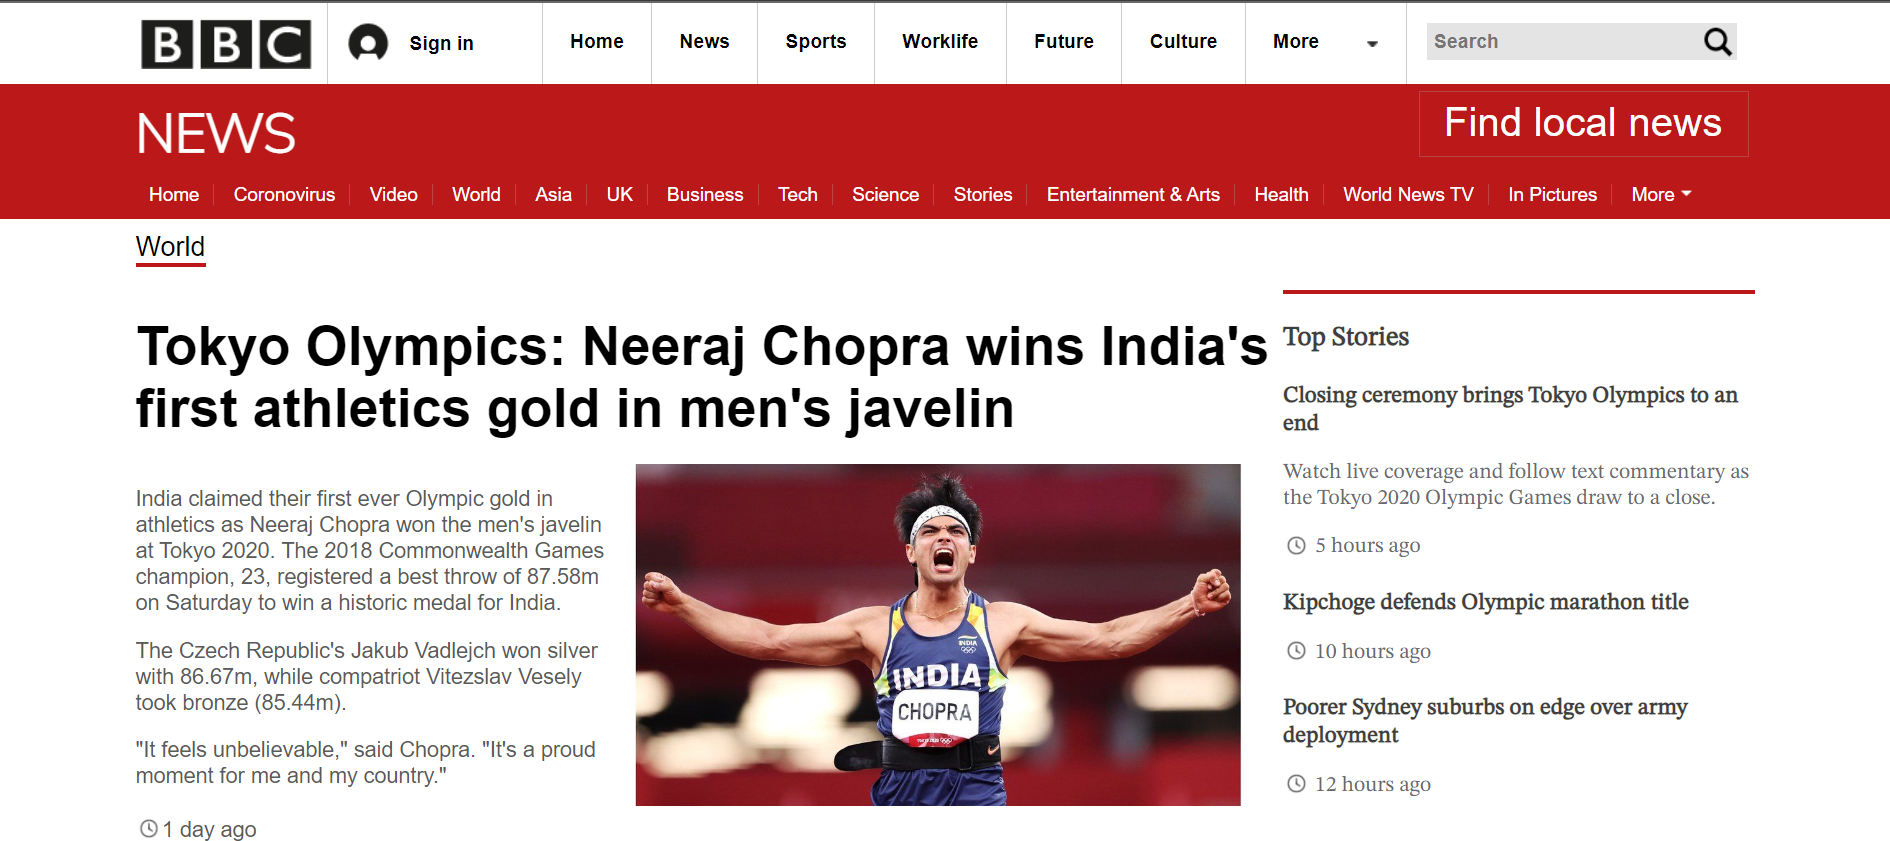 BBC
Sign in
Home
News
Sports
Worklife
Future
Culture
More
Search
NEWS
Find local news
Home
Coronovirus
Video
World
Asia
UK
Business
Tech
Science
Stories
Entertainment & Arts
Health
World News TV
In Pictures
More
World
Tokyo Olympics: Neeraj Chopra wins India's
first athletics gold in men's javelin
India claimed their first ever Olympic gold in
athletics as Neeraj Chopra won the men's javelin
at Tokyo 2020. The 2018 Commonwealth Games
champion, 23, registered a best throw of 87.58m
on Saturday to win a historic medal for India.
The Czech Republic's Jakub Vadlejch won silver
with 86.67m, while compatriot Vitezslav Vesely
took bronze (85.44m).
"It feels unbelievable," said Chopra. "It's a proud
moment for me and my country."
1 day ago
INDIA
INDIA
CHOPRA
Top Stories
Closing ceremony brings Tokyo Olympics to an
end
Watch live coverage and follow text commentary as
the Tokyo 2020 Olympic Games draw to a close.
5 hours ago
Kipchoge defends Olympic marathon title
10 hours ago
Poorer Sydney suburbs on edge over army
deployment
12 hours ago